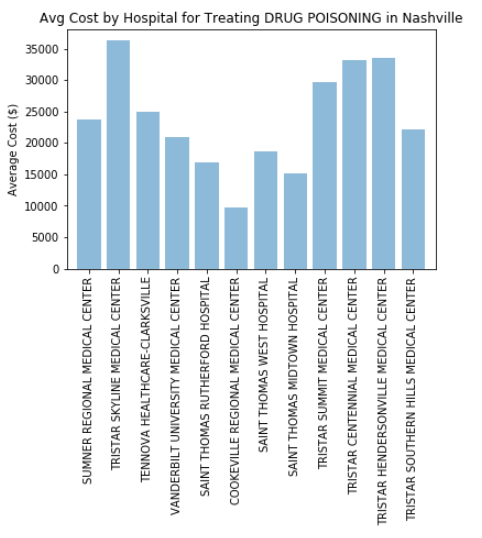 Avg Cost by Hospital for Treating DRUG POISONING in Nashville
35000
30000
25000
20000
15000
10000
5000
0
Average Cost ($)
SUMNER REGIONAL MEDICAL CENTER
TRISTAR SKYLINE MEDICAL CENTER
TENNOVA HEALTHCARE-CLARKSVILLE
VANDERBILT UNIVERSITY MEDICAL CENTER
SAINT THOMAS RUTHERFORD HOSPITAL
COOKEVILLE REGIONAL MEDICAL CENTER
SAINT THOMAS WEST HOSPITAL
SAINT THOMAS MIDTOWN HOSPITAL
TRISTAR SUMMIT MEDICAL CENTER
TRISTAR CENTENNIAL MEDICAL CENTER
TRISTAR HENDERSONVILLE MEDICAL CENTER
TRISTAR SOUTHERN HILLS MEDICAL CENTER